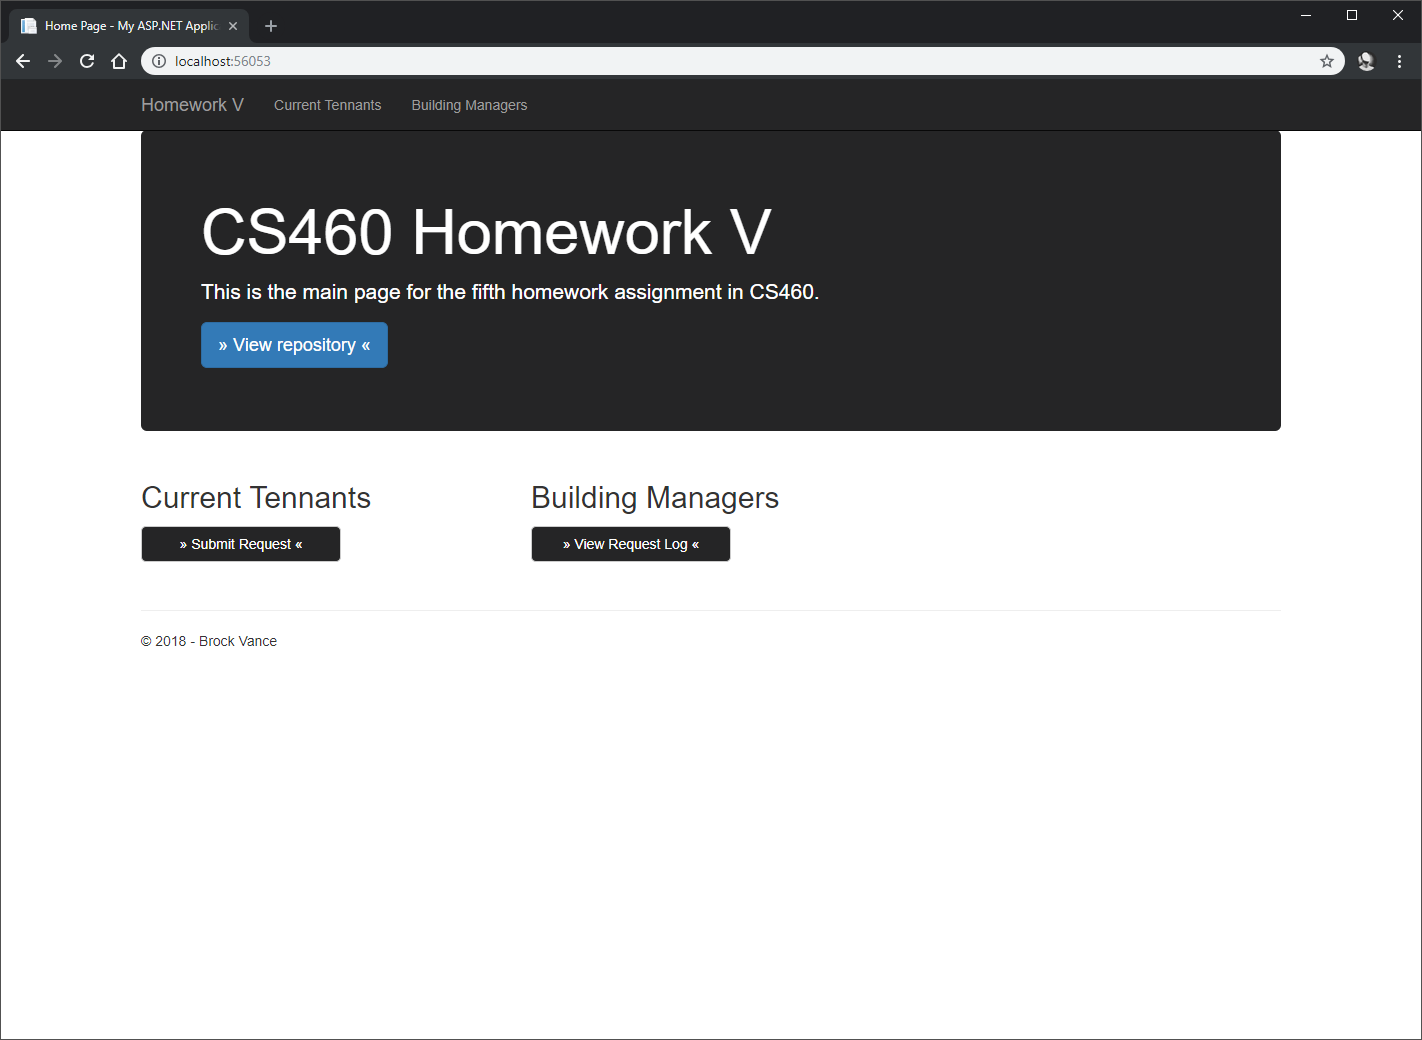 Home Page - My ASP.NET Applic
localhost:56053
Homework V Current Tennants Building Managers
CS460 Homework V
This is the main page for the fifth homework assignment in CS460.
» View repository «
Current Tennants Building Managers
» Submit Request « » View Request Log «
© 2018 - Brock Vance